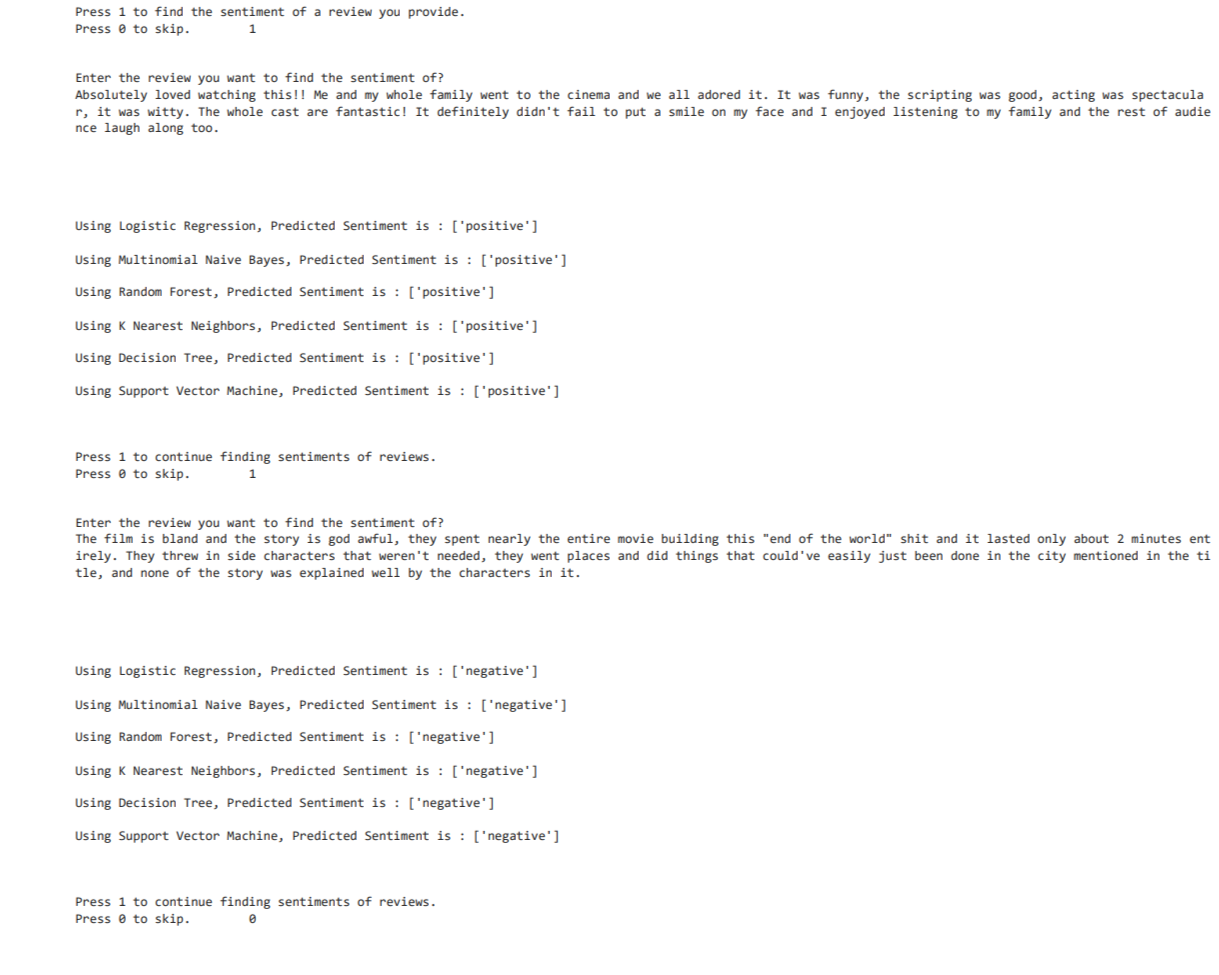 Press 1 to find the sentiment of a review you provide.
Press 0 to skip.        1
Enter the review you want to find the sentiment of?
Absolutely loved watching this!! Me and my whole family went to the cinema and we all adored it. It was funny, the scripting was good, acting was spectacula
r, it was witty. The whole cast are fantastic! It definitely didn't fail to put a smile on my face and I enjoyed listening to my family and the rest of audie
nce laugh along too.
Using Logistic Regression, Predicted Sentiment is : ['positive']
Using Multinomial Naive Bayes, Predicted Sentiment is : ['positive']
Using Random Forest, Predicted Sentiment is : ['positive']
Using K Nearest Neighbors, Predicted Sentiment is : ['positive']
Using Decision Tree, Predicted Sentiment is : ['positive']
Using Support Vector Machine, Predicted Sentiment is : ['positive']
Press 1 to continue finding sentiments of reviews.
Press 0 to skip.        1
Enter the review you want to find the sentiment of?
The film is bland and the story is god awful, they spent nearly the entire movie building this "end of the world" shit and it lasted only about 2 minutes ent
irely. They threw in side characters that weren't needed, they went places and did things that could've easily just been done in the city mentioned in the ti
tle, and none of the story was explained well by the characters in it.
Using Logistic Regression, Predicted Sentiment is : ['negative']
Using Multinomial Naive Bayes, Predicted Sentiment is : ['negative']
Using Random Forest, Predicted Sentiment is : ['negative']
Using K Nearest Neighbors, Predicted Sentiment is : ['negative']
Using Decision Tree, Predicted Sentiment is : ['negative']
Using Support Vector Machine, Predicted Sentiment is : ['negative']
Press 1 to continue finding sentiments of reviews.
Press 0 to skip.        0